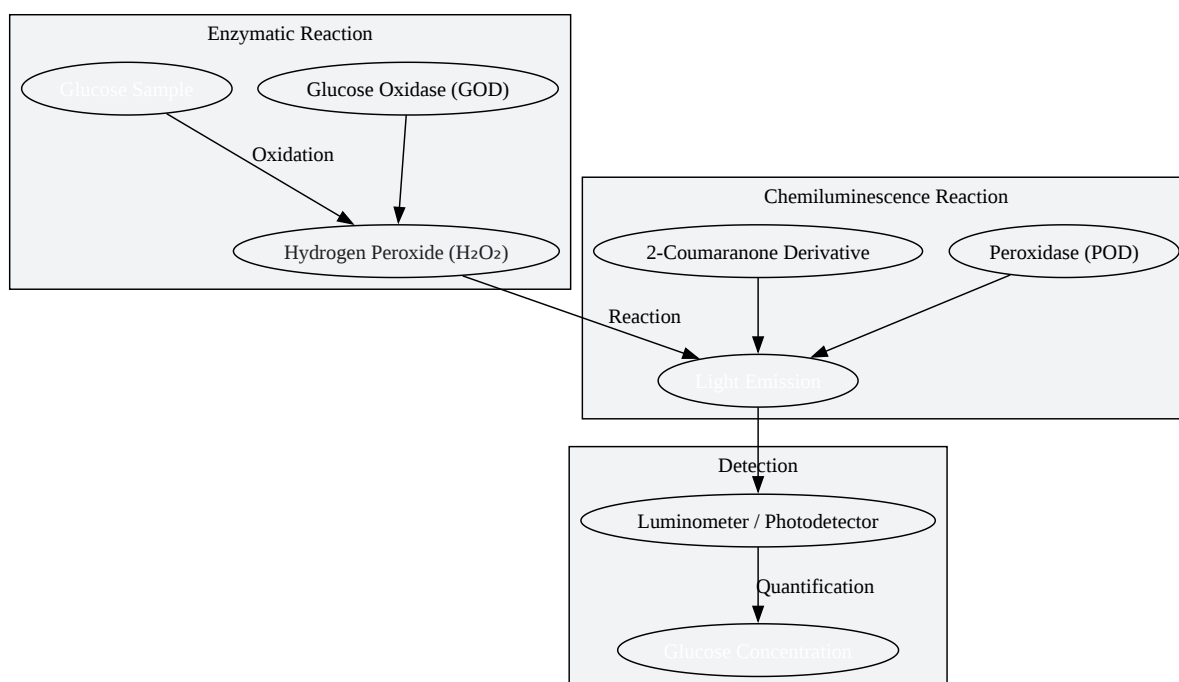 Enzymatic Reaction
Glucose Sample
Glucose Oxidase (GOD)
Oxidation
Hydrogen Peroxide (H₂O₂)
Chemiluminescence Reaction
2-Coumaranone Derivative
Peroxidase (POD)
Reaction
Light Emission
Detection
Luminometer / Photodetector
Quantification
Glucose Concentration